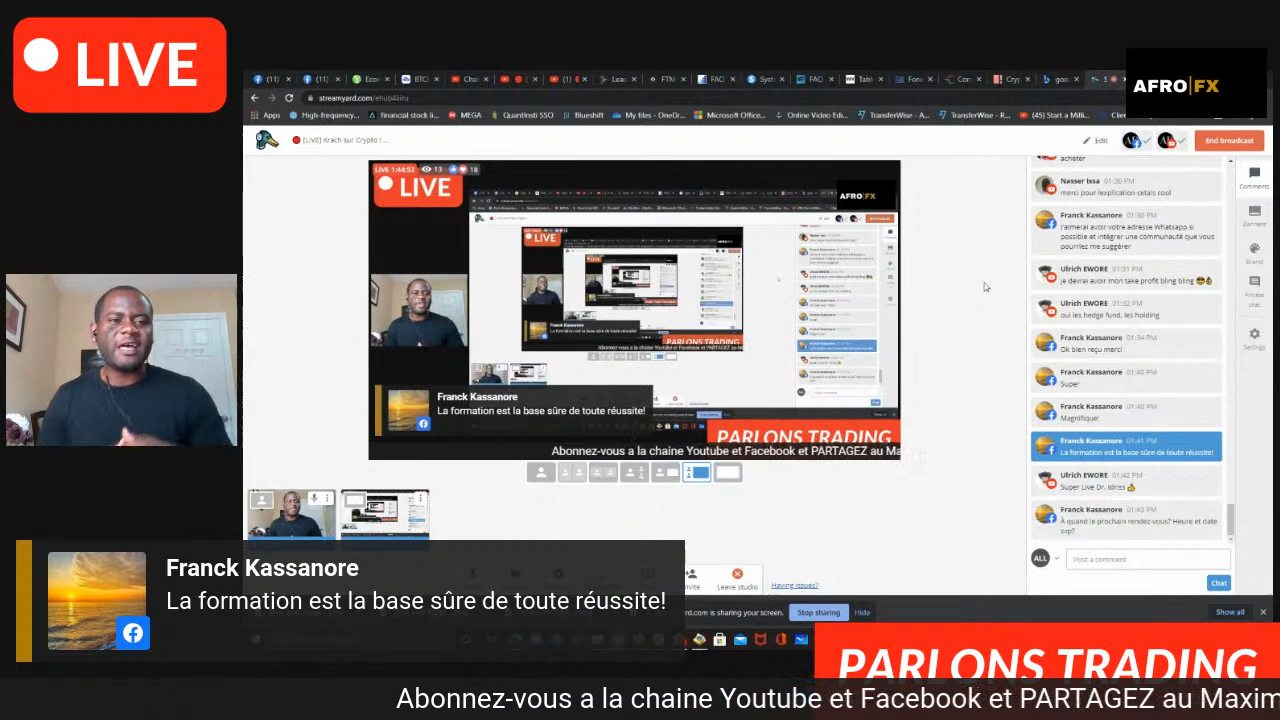 LIVE
AFRO|FX
streamyard.com/ehub4iiiru
Apps
High-frequency...
financial stock li...
MEGA
QuantInsti SSO
Blueshift
My files - OneDr...
Microsoft Office...
Online Video Edi...
TransferWise - A...
TransferWise - R...
(45) Start a Milli...
[LIVE] Krach sur Crypto ! ...
Edit
End broadcast
LIVE 1:44:52
13
18
LIVE
AFRO|FX
acheter
Nasser Issa 01:30 PM
merci pour lexplication cetais cool
Franck Kassanore 01:30 PM
j'aimerai avoir votre adresse Whatsapp si
possible et intégrer une communauté que vous
pourriez me suggérer
Ulrich EWORE 01:31 PM
je devrai avoir mon take profit bling bling
Ulrich EWORE 01:32 PM
oui les hedge fund, les holding
Franck Kassanore 01:34 PM
Ok bien reçu merci
Franck Kassanore 01:40 PM
Super
Franck Kassanore 01:40 PM
Magnifique!
Franck Kassanore 01:41 PM
La formation est la base sûre de toute réussite!
Ulrich EWORE 01:42 PM
Super Live Dr. Idriss
Franck Kassanore 01:43 PM
À quand le prochain rendez-vous? Heure et date
svp?
ALL
Post a comment
Chat
Comments
Banners
Brand
Private
chat
Settings
Franck Kassanore
La formation est la base sûre de toute réussite!
PARLONS TRADING
Abonnez-vous a la chaine Youtube et Facebook et PARTAGEZ au Ma
Leave studio
Having issues?
is sharing your screen.
Stop sharing
Hide
Show all
Franck Kassanore
La formation est la base sûre de toute réussite!
PARLONS TRADING
Abonnez-vous a la chaine Youtube et Facebook et PARTAGEZ au Maxim